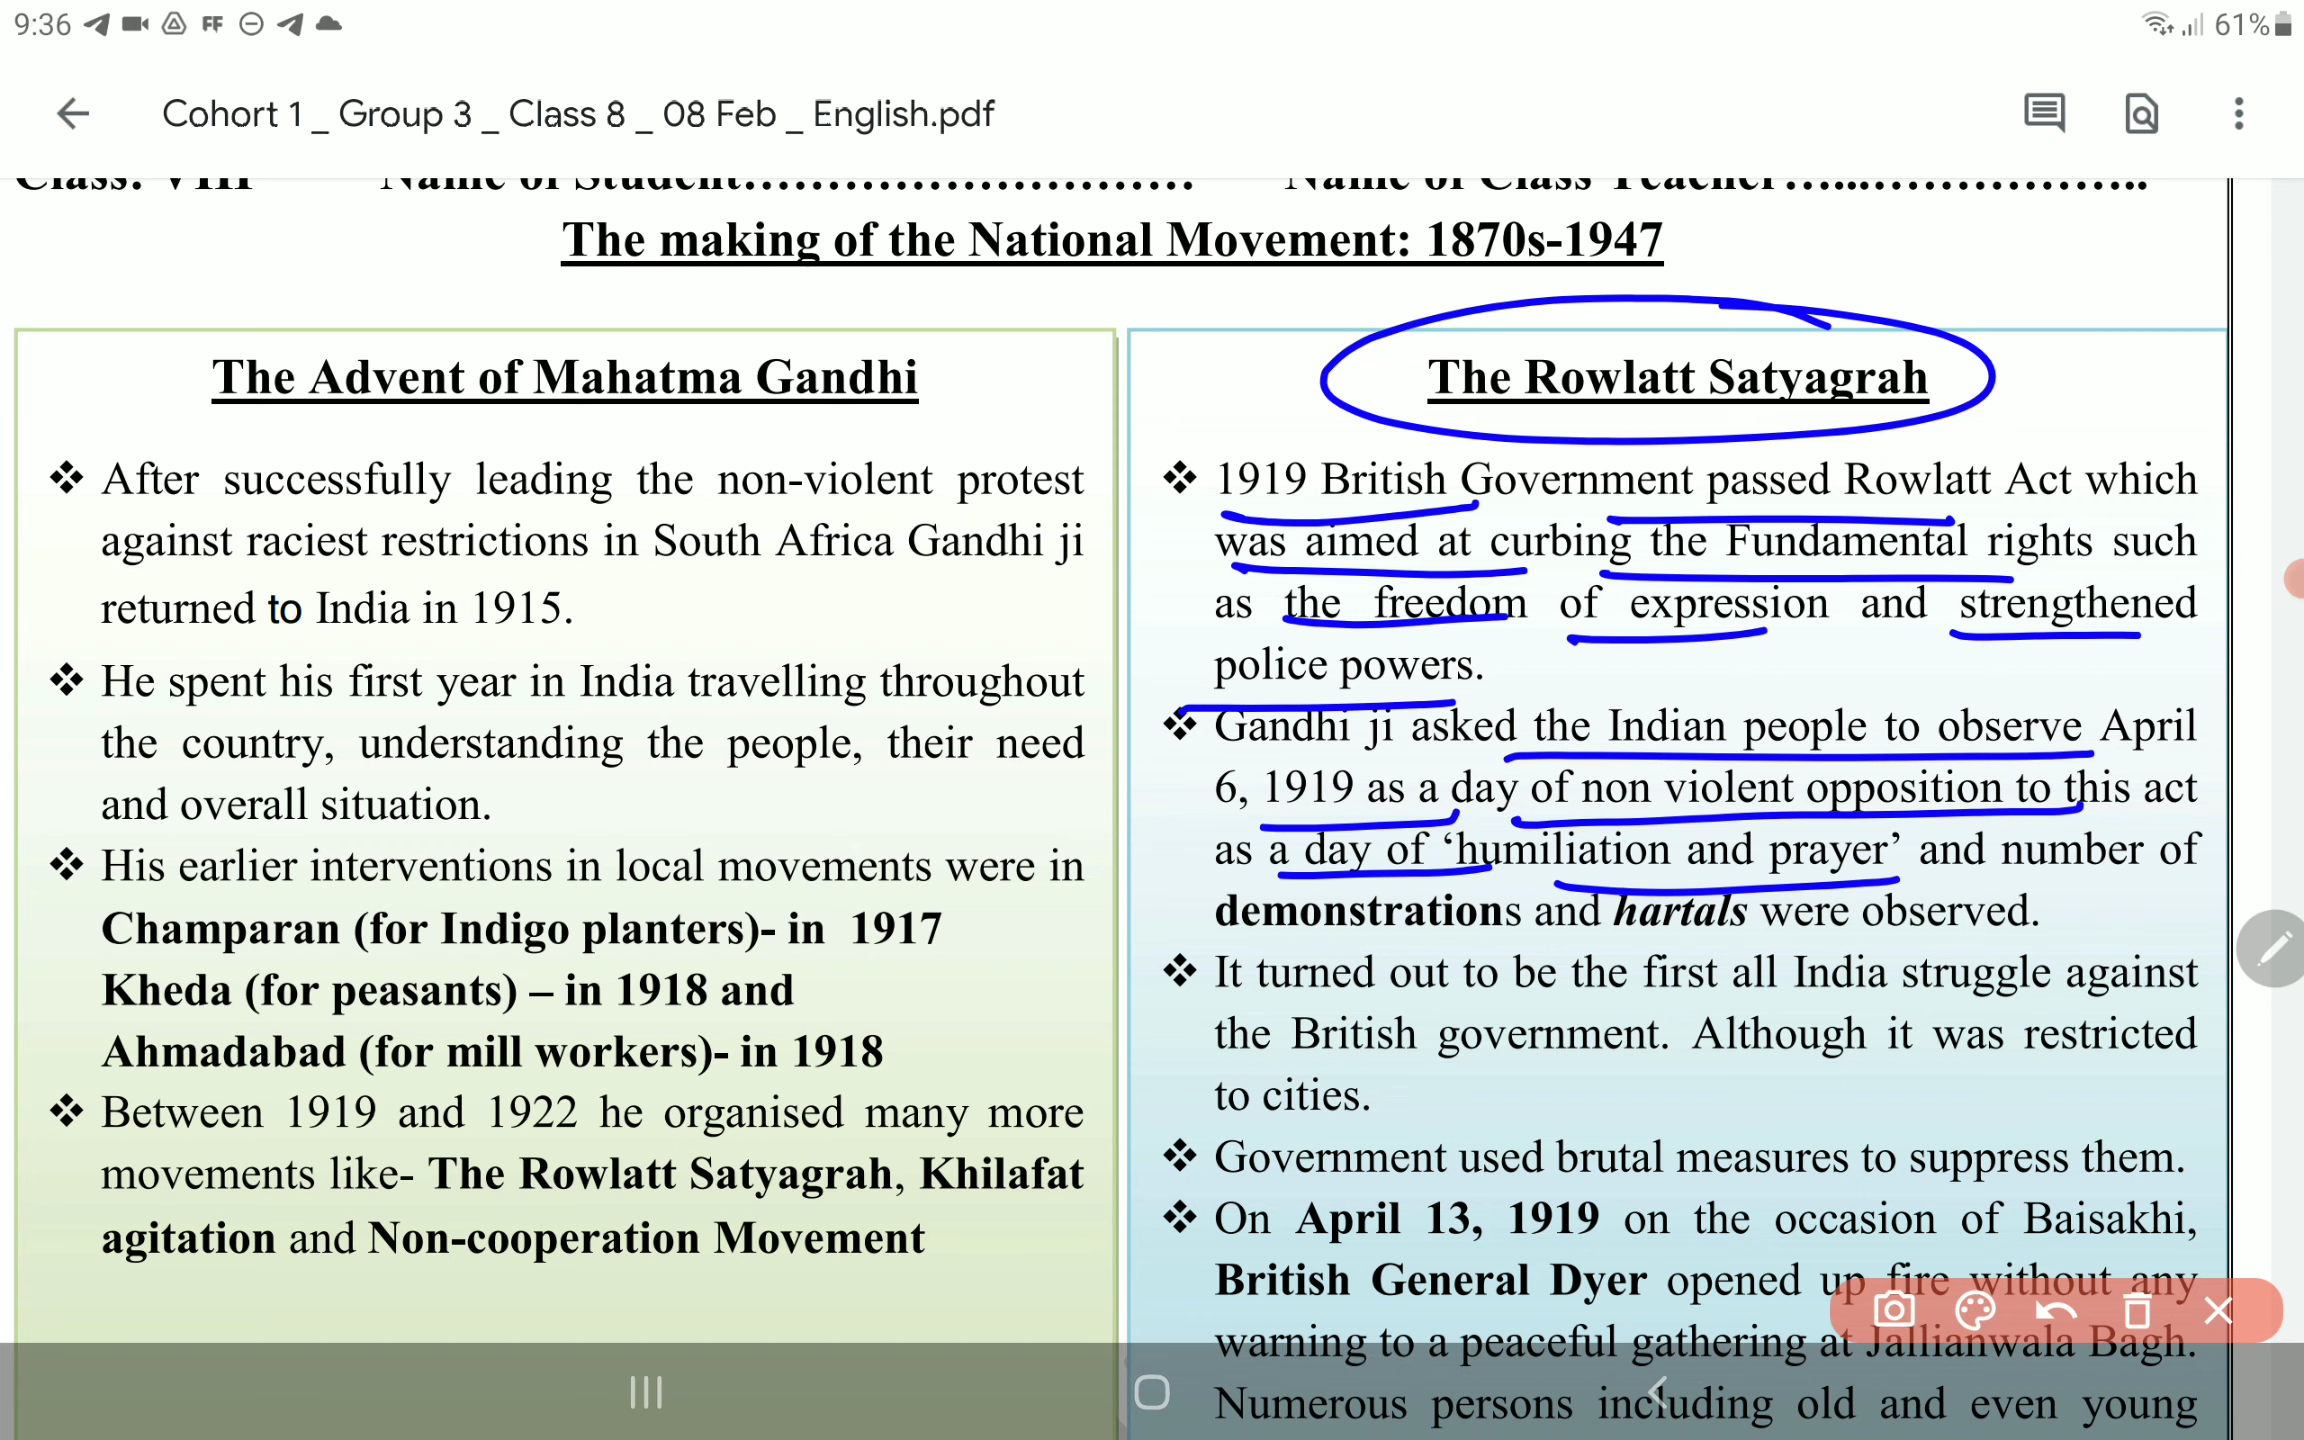 9:36
61%
Cohort 1 _ Group 3 _ Class 8 _ 08 Feb _ English.pdf
Class: VIII Name of Student:........................... Name of Class Teacher:......................
The making of the National Movement: 1870s-1947
The Advent of Mahatma Gandhi
❖ After successfully leading the non-violent protest
against raciest restrictions in South Africa Gandhi ji
returned to India in 1915.
❖ He spent his first year in India travelling throughout
the country, understanding the people, their need
and overall situation.
❖ His earlier interventions in local movements were in
Champaran (for Indigo planters)- in 1917
Kheda (for peasants) – in 1918 and
Ahmadabad (for mill workers)- in 1918
❖ Between 1919 and 1922 he organised many more
movements like- The Rowlatt Satyagrah, Khilafat
agitation and Non-cooperation Movement
The Rowlatt Satyagrah
❖ 1919 British Government passed Rowlatt Act which
was aimed at curbing the Fundamental rights such
as the freedom of expression and strengthened
police powers.
❖ Gandhi ji asked the Indian people to observe April
6, 1919 as a day of non violent opposition to this act
as a day of ‘humiliation and prayer’ and number of
demonstrations and hartals were observed.
❖ It turned out to be the first all India struggle against
the British government. Although it was restricted
to cities.
❖ Government used brutal measures to suppress them.
❖ On April 13, 1919 on the occasion of Baisakhi,
British General Dyer opened up fire without any
warning to a peaceful gathering at Jallianwala Bagh.
Numerous persons including old and even young